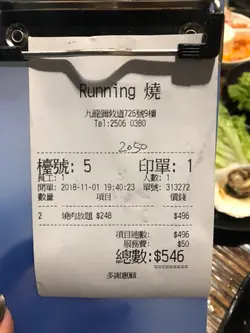 Running 燒
九龍彌敦道726號9樓
Tel:2506 0380
2050
檯號: 5 印單: 1
員工: 1 人數: 1
開單: 2018-11-01 19:40:23 單號: 313272
數量 項目 價錢
2 燒肉放題 $248 $496
項目總數: $496
服務費: $50
總數:$546
多謝惠顧